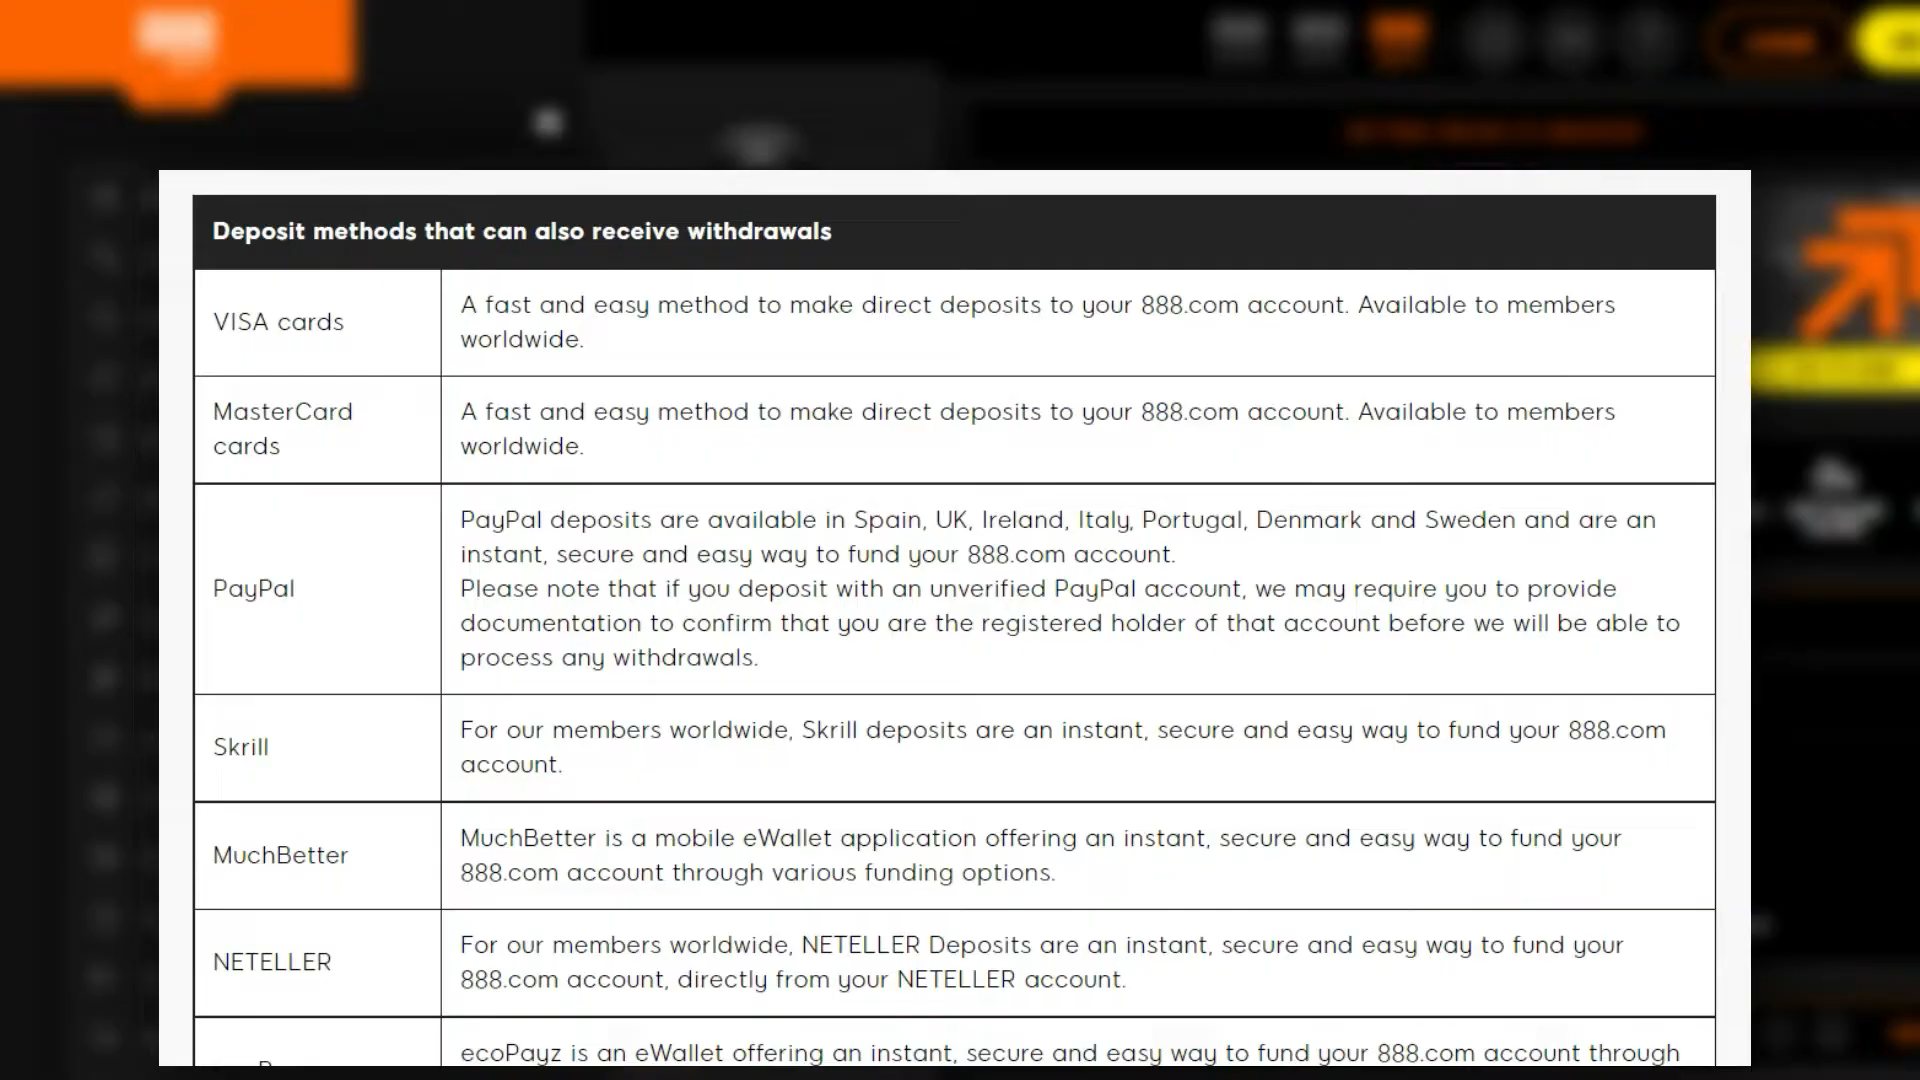 Deposit methods that can also receive withdrawals
VISA cards
A fast and easy method to make direct deposits to your 888.com account. Available to members
worldwide.
MasterCard
cards
A fast and easy method to make direct deposits to your 888.com account. Available to members
worldwide.
PayPal
PayPal deposits are available in Spain, UK, Ireland, Italy, Portugal, Denmark and Sweden and are an
instant, secure and easy way to fund your 888.com account.
Please note that if you deposit with an unverified PayPal account, we may require you to provide
documentation to confirm that you are the registered holder of that account before we will be able to
process any withdrawals.
Skrill
For our members worldwide, Skrill deposits are an instant, secure and easy way to fund your 888.com
account.
MuchBetter
MuchBetter is a mobile eWallet application offering an instant, secure and easy way to fund your
888.com account through various funding options.
NETELLER
For our members worldwide, NETELLER Deposits are an instant, secure and easy way to fund your
888.com account, directly from your NETELLER account.
ecoPayz is an eWallet offering an instant, secure and easy way to fund your 888.com account through